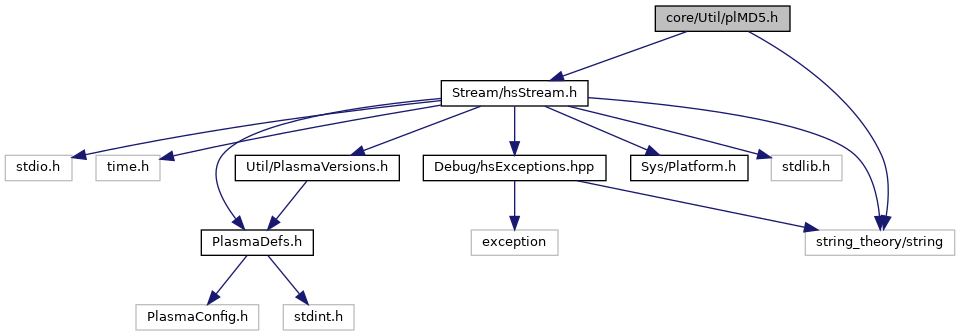 core/Util/plMD5.h
Stream/hsStream.h
stdio.h
time.h
Util/PlasmaVersions.h
Debug/hsExceptions.hpp
Sys/Platform.h
stdlib.h
PlasmaDefs.h
exception
string_theory/string
PlasmaConfig.h
stdint.h